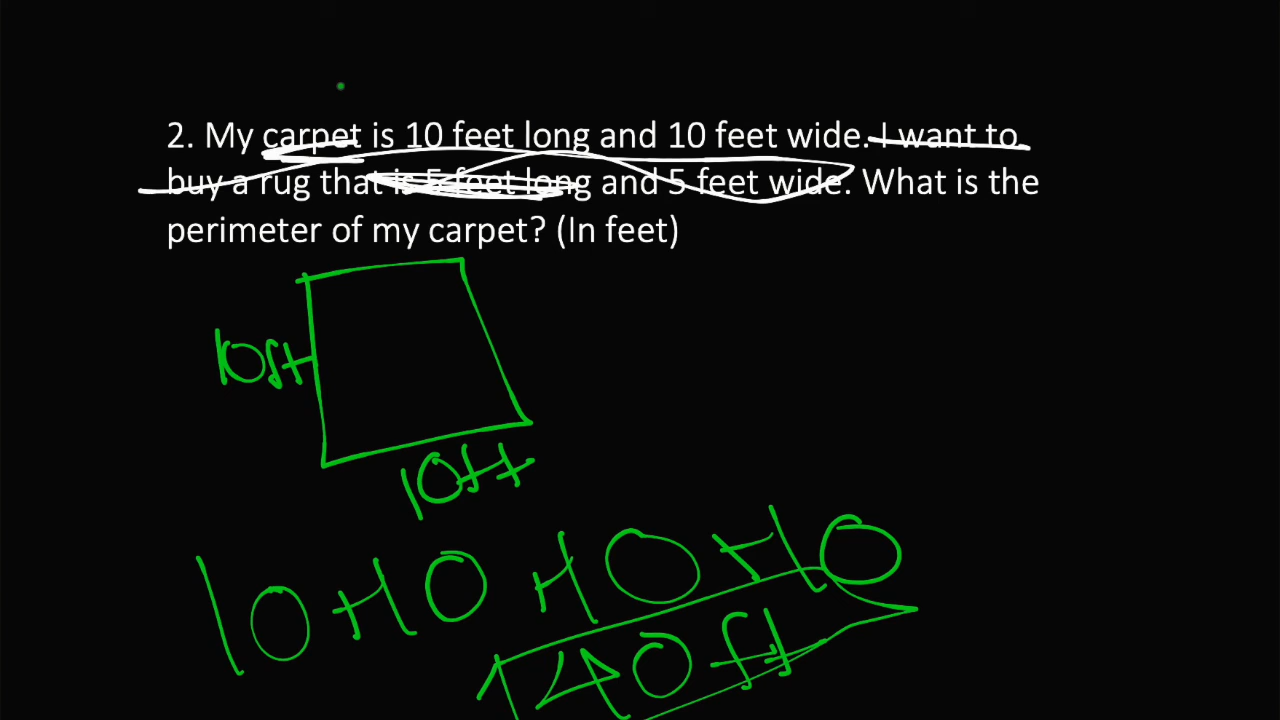 2. My carpet is 10 feet long and 10 feet wide. I want to
buy a rug that is 5 feet long and 5 feet wide. What is the
perimeter of my carpet? (In feet)
10ft
10ft
10+10+10+10
40ft